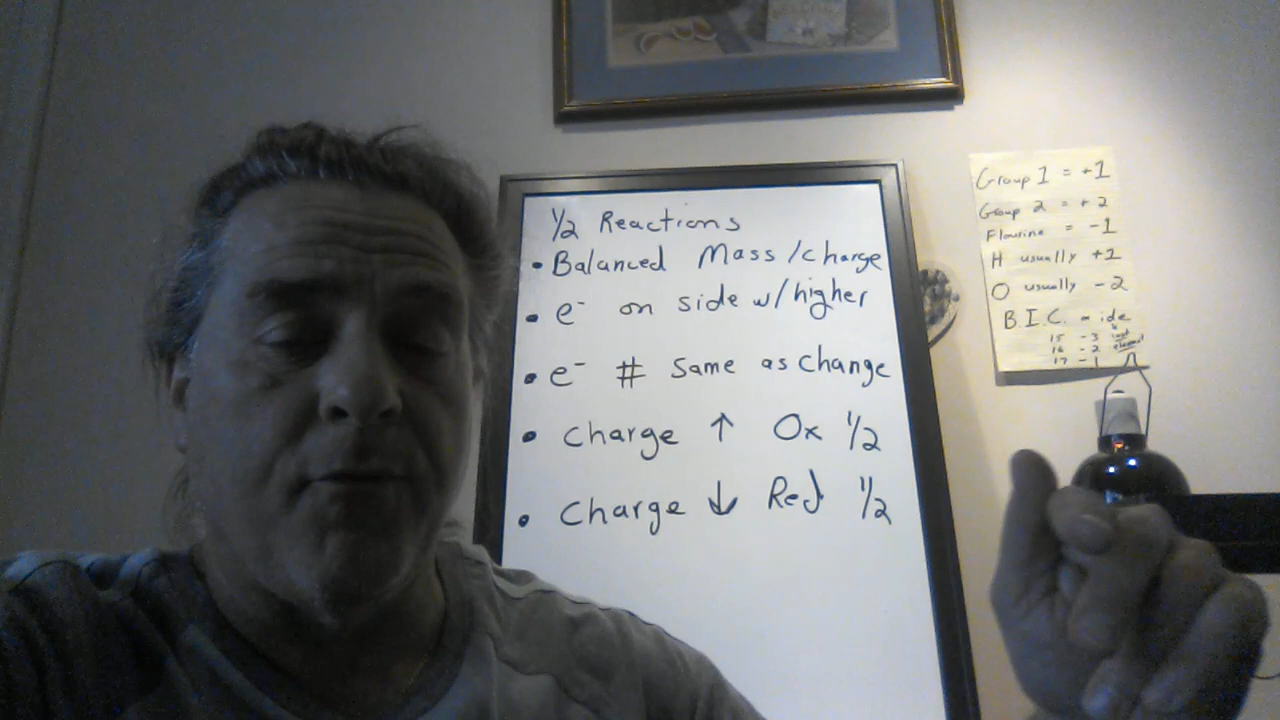 ½ Reactions
• Balanced Mass/charge
• e⁻ on side w/higher
• e⁻ # same as change
• charge ↑ Ox ½
• charge ↓ Red ½
Group 1 = +1
Group 2 = +2
Flourine = -1
H usually +1
O usually -2
B.I.C. - ide
15 -3 last
16 -2 element
17 -1